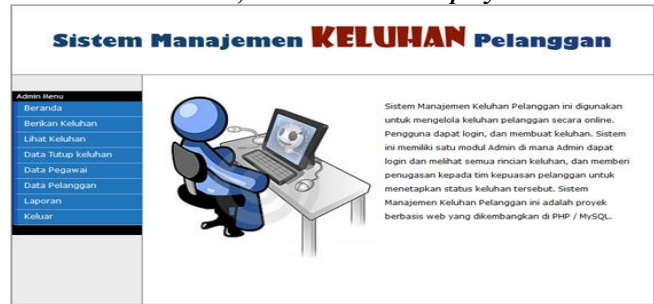 Sistem Manajemen KELUHAN Pelanggan
Admin Menu
Beranda
Berikan Keluhan
Lihat Keluhan
Data Tutup keluhan
Data Pegawai
Data Pelanggan
Laporan
Keluar
Sistem Manajemen Keluhan Pelanggan ini digunakan
untuk mengelola keluhan pelanggan secara online.
Pengguna dapat login, dan membuat keluhan. Sistem
ini memiliki satu modul Admin di mana Admin dapat
login dan melihat semua rincian keluhan, dan memberi
penugasan kepada tim kepuasan pelanggan untuk
menetapkan status keluhan tersebut. Sistem
Manajemen Keluhan Pelanggan ini adalah proyek
berbasis web yang dikembangkan di PHP / MySQL.